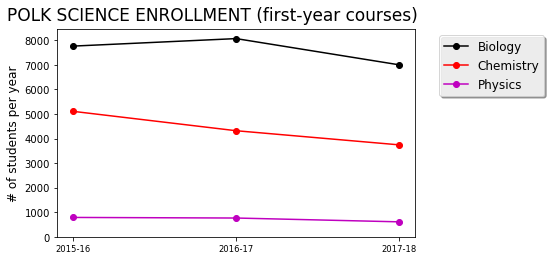 POLK SCIENCE ENROLLMENT (first-year courses)
# of students per year
8000
7000
6000
5000
4000
3000
2000
1000
0
2015-16
2016-17
2017-18
Biology
Chemistry
Physics